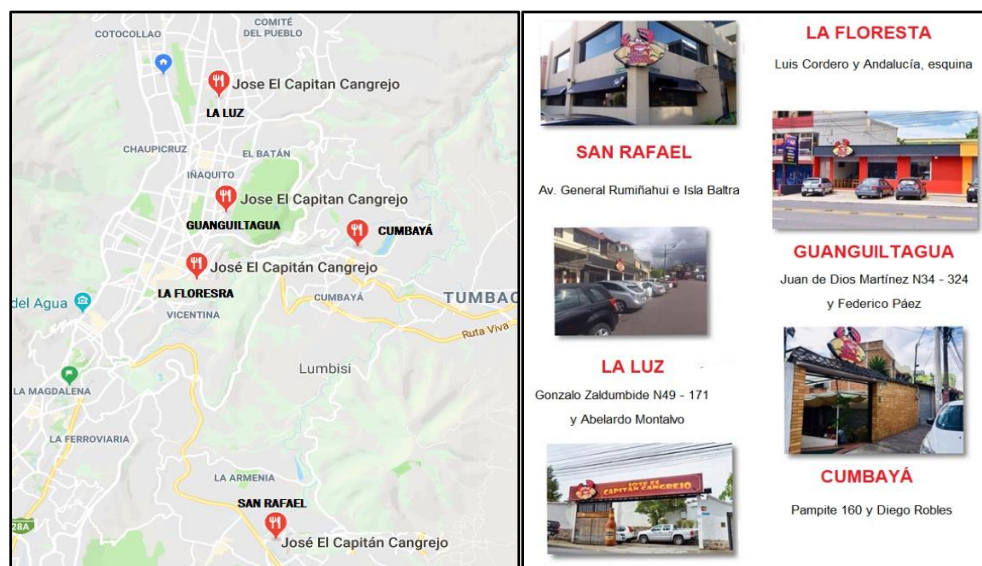 COTOCOLLAO
COMITÉ
DEL PUEBLO
Jose El Capitan Cangrejo
LA LUZ
CHAUPICRUZ
EL BATÁN
IÑAQUITO
Jose El Capitan Cangrejo
GUANGUILTAGUA
CUMBAYÁ
José El Capitán Cangrejo
LA FLORESRA
del Agua
VICENTINA
CUMBAYÁ
TUMBAC
Ruta Viva
Lumbisi
LA MAGDALENA
LA FERROVIARIA
LA ARMENIA
SAN RAFAEL
28A
José El Capitán Cangrejo
LA FLORESTA
Luis Cordero y Andalucía, esquina
SAN RAFAEL
Av. General Rumiñahui e Isla Baltra
GUANGUILTAGUA
Juan de Dios Martínez N34 - 324
y Federico Páez
LA LUZ
Gonzalo Zaldumbide N49 - 171
y Abelardo Montalvo
JOSE EL
CAPITAN CANGREJO
CUMBAYÁ
Pampite 160 y Diego Robles